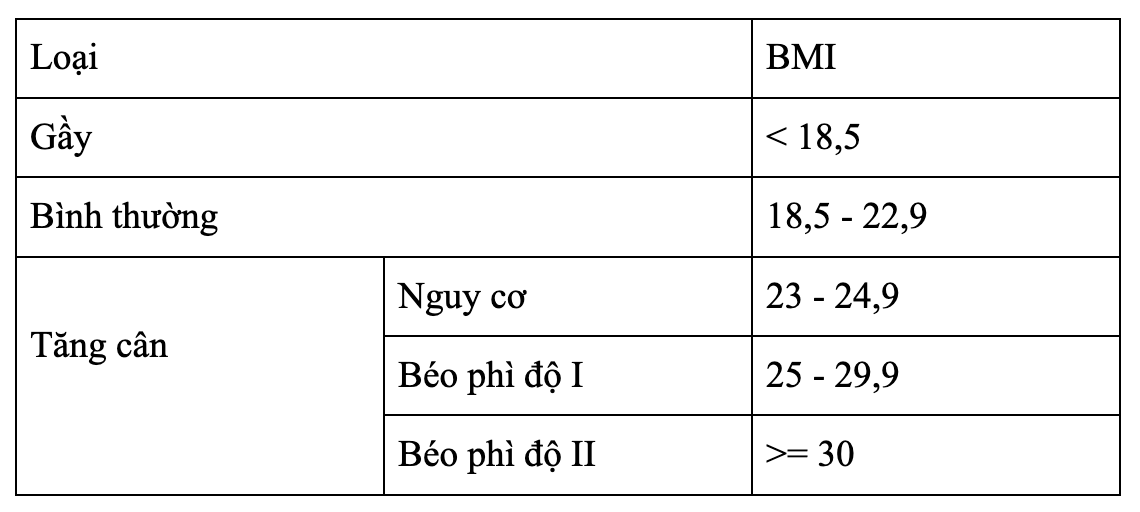 Loại BMI
Gầy < 18,5
Bình thường 18,5 - 22,9
Tăng cân
Nguy cơ 23 - 24,9
Béo phì độ I 25 - 29,9
Béo phì độ II >= 30